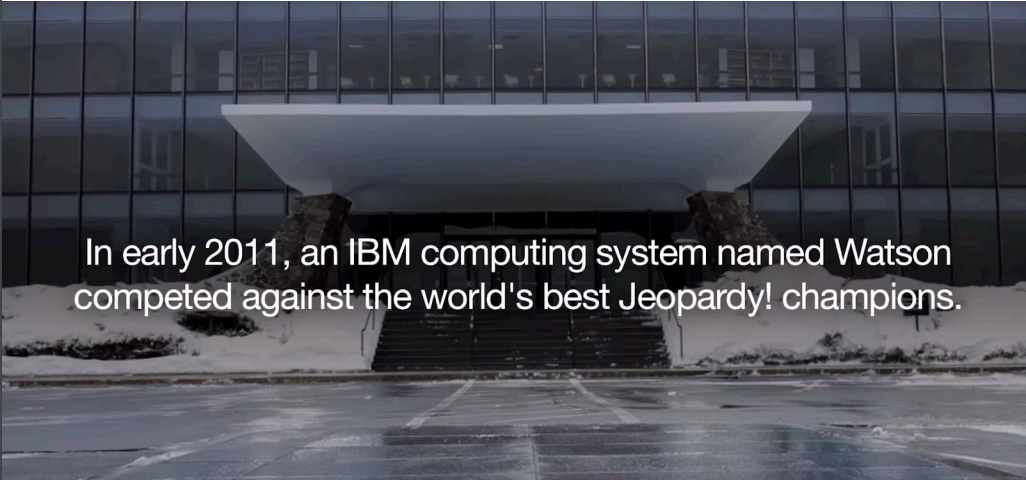 In early 2011, an IBM computing system named Watson
competed against the world's best Jeopardy! champions.